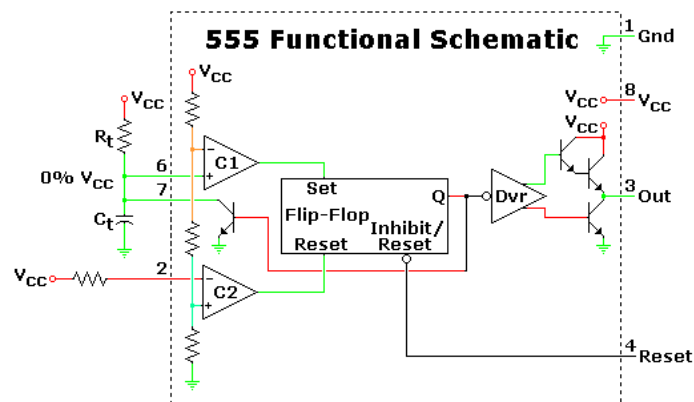 555 Functional Schematic
1
Gnd
VCC
8
VCC
VCC
VCC
VCC
Rt
6
C1
0% VCC
7
Set
Q
Dvr
3
Out
Ct
Flip-Flop
Inhibit/
Reset
Reset
VCC
2
C2
4
Reset